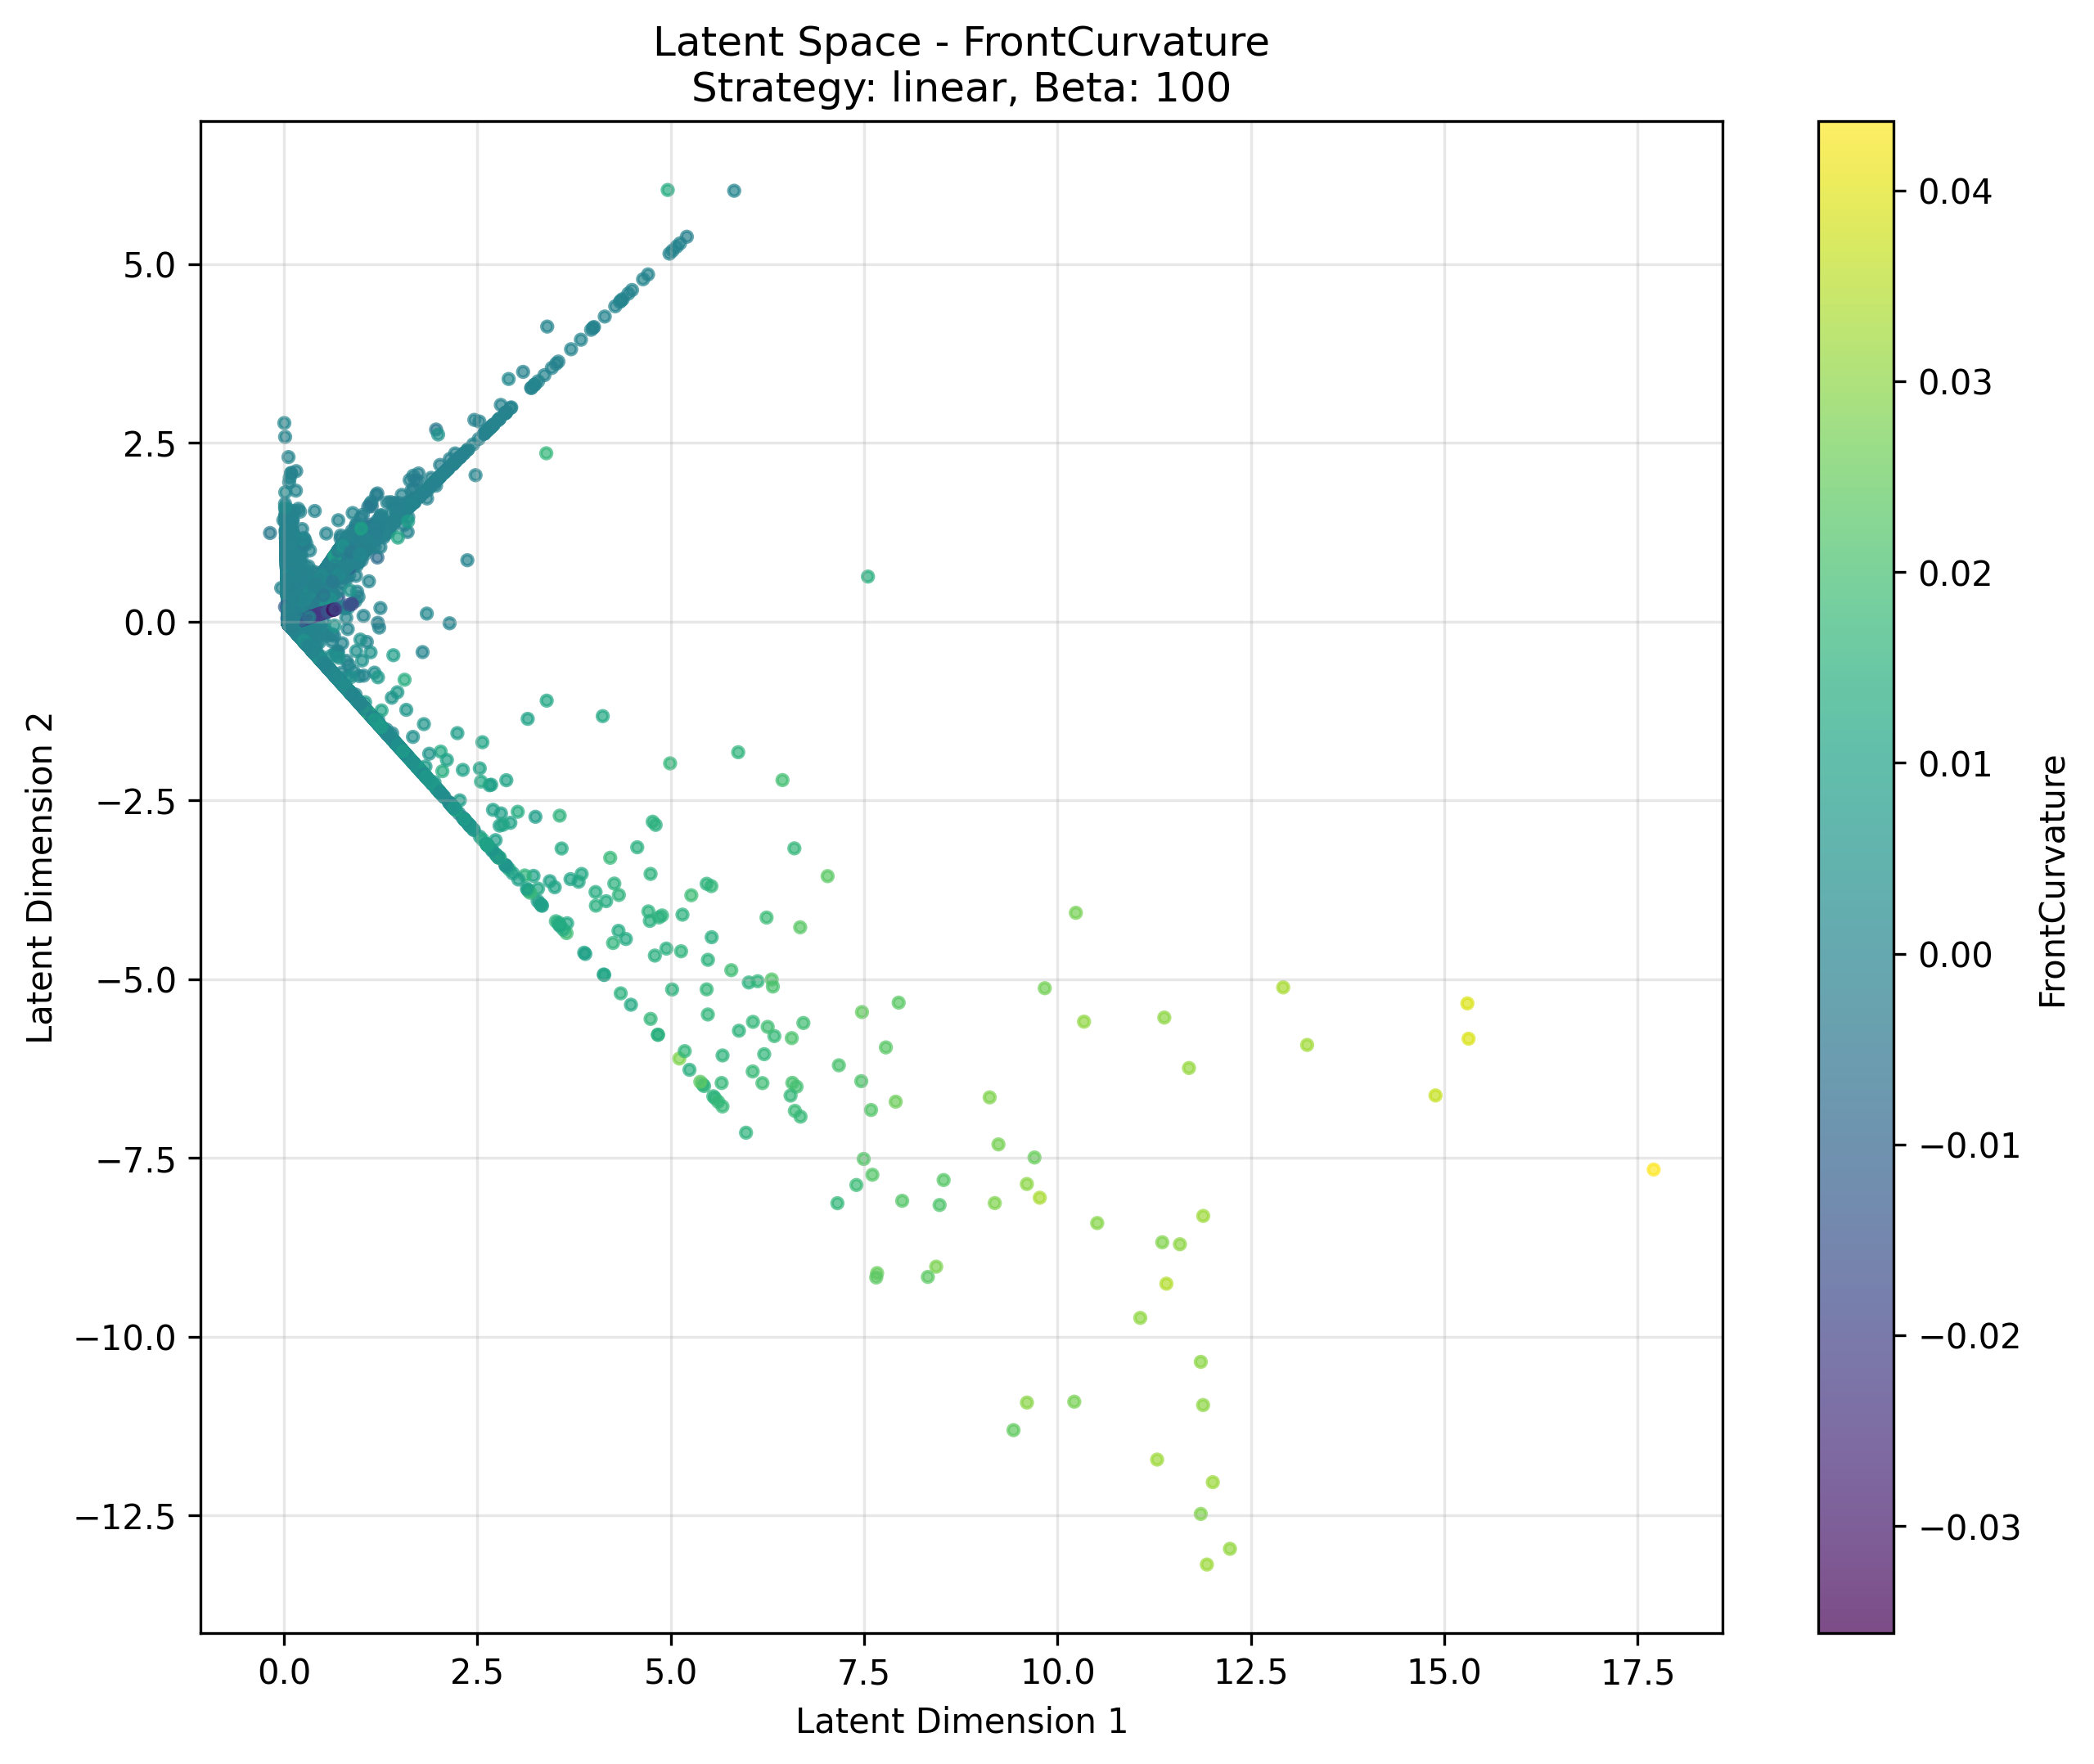 Latent Space - FrontCurvature
Strategy: linear, Beta: 100
Latent Dimension 2
5.0
2.5
0.0
−2.5
−5.0
−7.5
−10.0
−12.5
0.0 2.5 5.0 7.5 10.0 12.5 15.0 17.5
Latent Dimension 1
0.04
0.03
0.02
0.01
0.00
−0.01
−0.02
−0.03
FrontCurvature